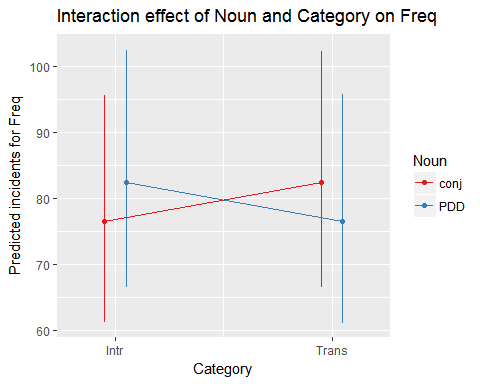 Interaction effect of Noun and Category on Freq
Predicted incidents for Freq
100
90
80
70
60
Intr Trans
Category
Noun
conj
PDD